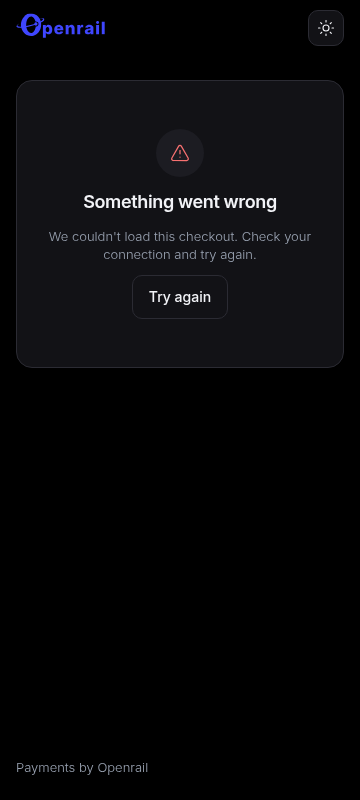 Openrail
Something went wrong
We couldn't load this checkout. Check your
connection and try again.
Try again
Payments by Openrail